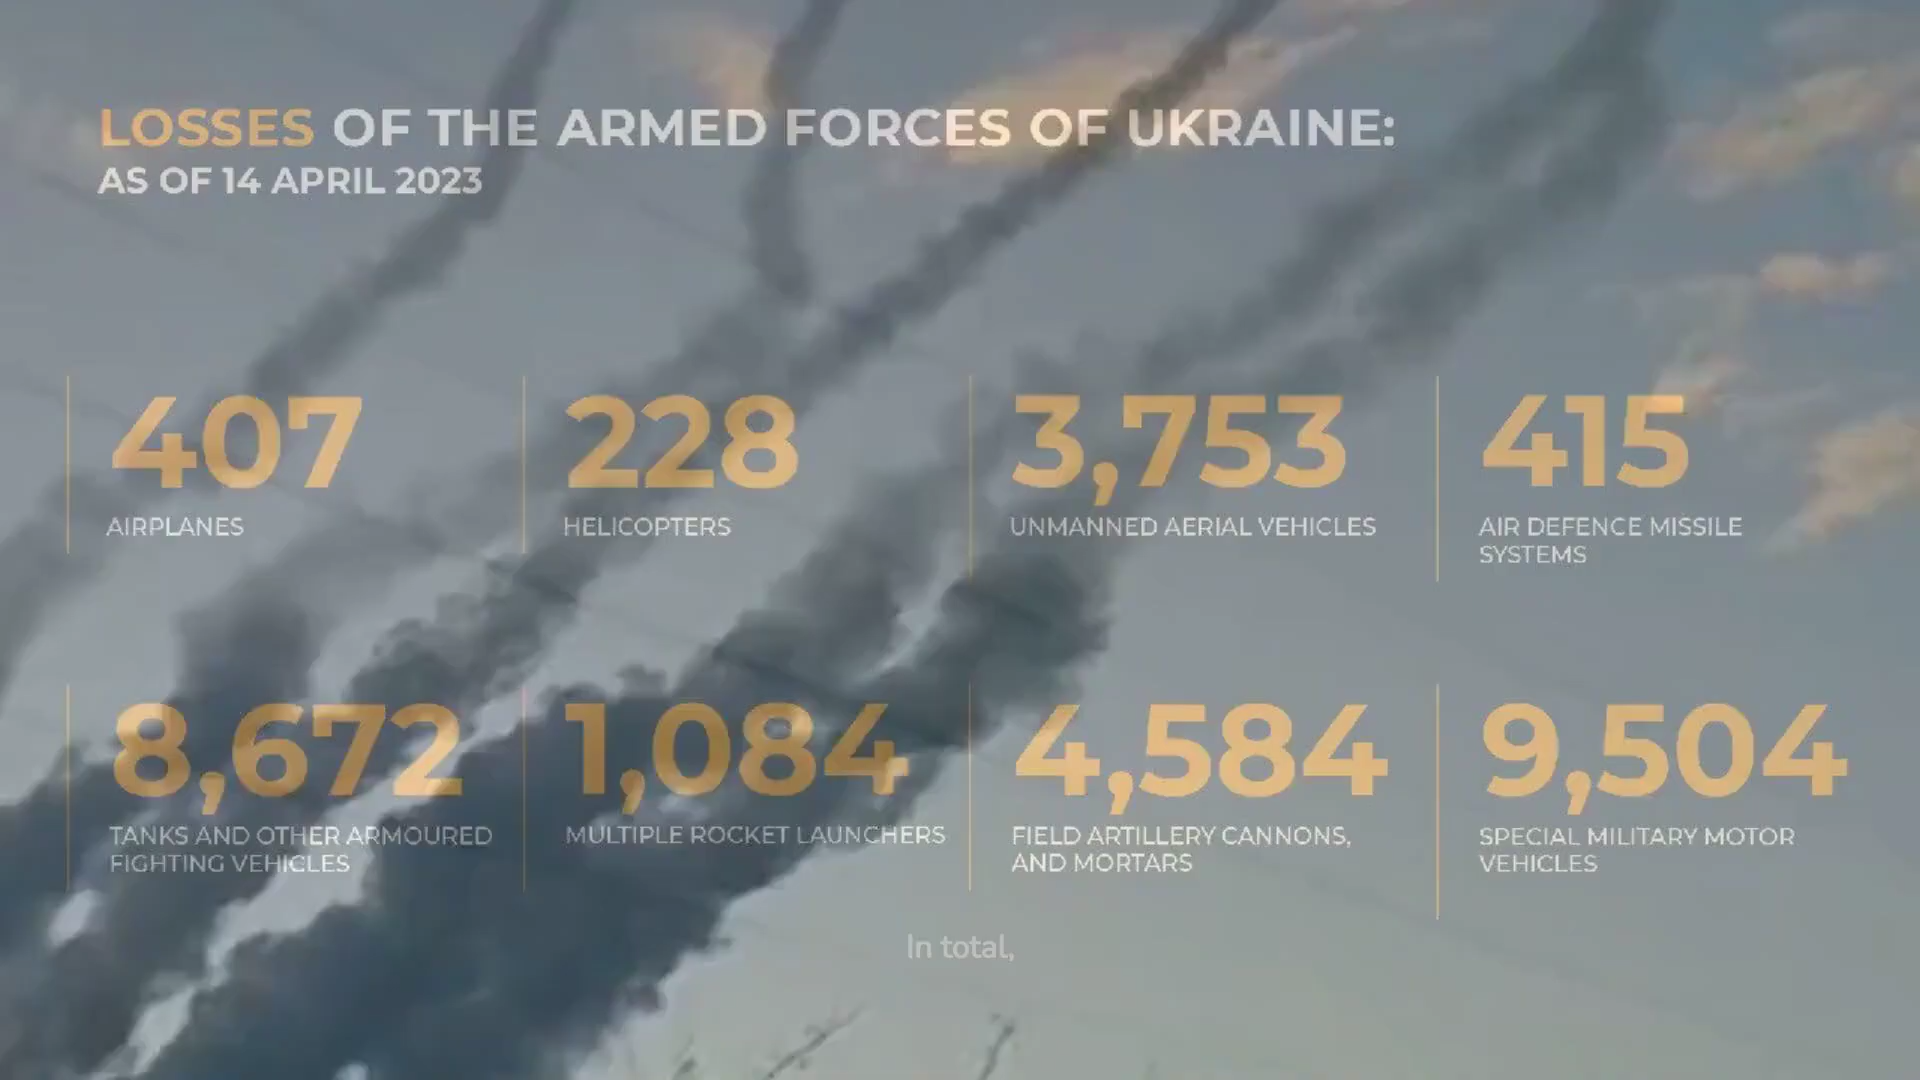 LOSSES OF THE ARMED FORCES OF UKRAINE:
AS OF 14 APRIL 2023
407
AIRPLANES
228
HELICOPTERS
3,753
UNMANNED AERIAL VEHICLES
415
AIR DEFENCE MISSILE
SYSTEMS
8,672
TANKS AND OTHER ARMOURED
FIGHTING VEHICLES
1,084
MULTIPLE ROCKET LAUNCHERS
4,584
FIELD ARTILLERY CANNONS,
AND MORTARS
9,504
SPECIAL MILITARY MOTOR
VEHICLES
In total,